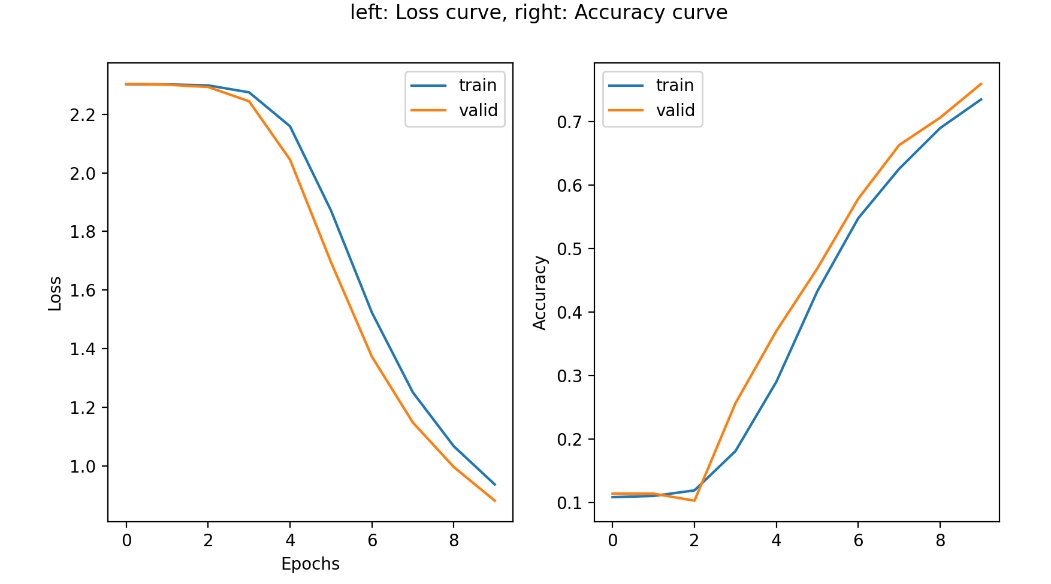 left: Loss curve, right: Accuracy curve
train
valid
2.2
2.0
1.8
1.6
1.4
1.2
1.0
Loss
0 2 4 6 8
Epochs
train
valid
0.7
0.6
0.5
0.4
0.3
0.2
0.1
Accuracy
0 2 4 6 8